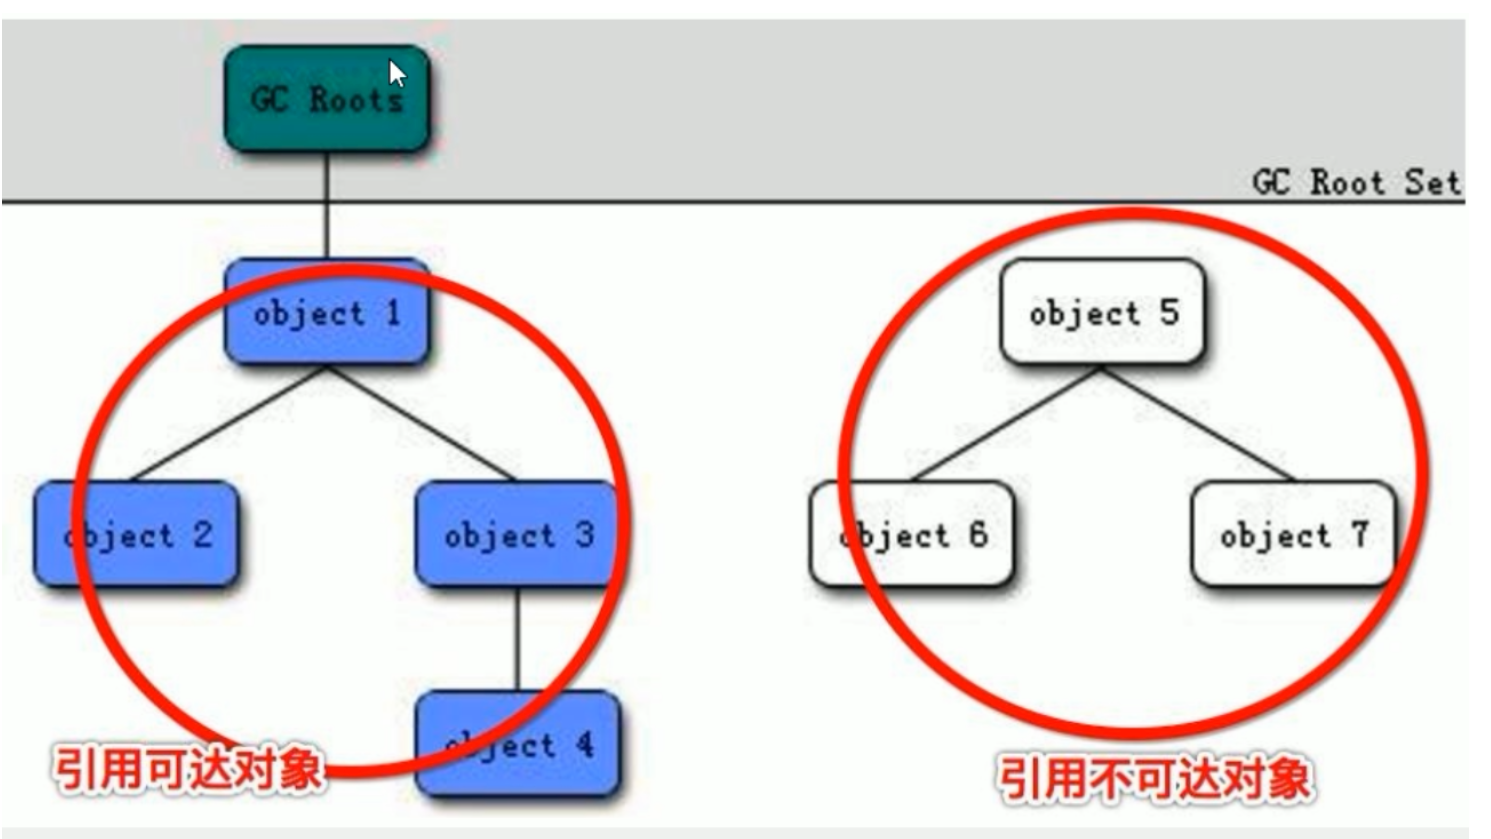 GC Roots
GC Root Set
object 1
object 5
object 2
object 3
object 6
object 7
object 4
引用可达对象
引用不可达对象